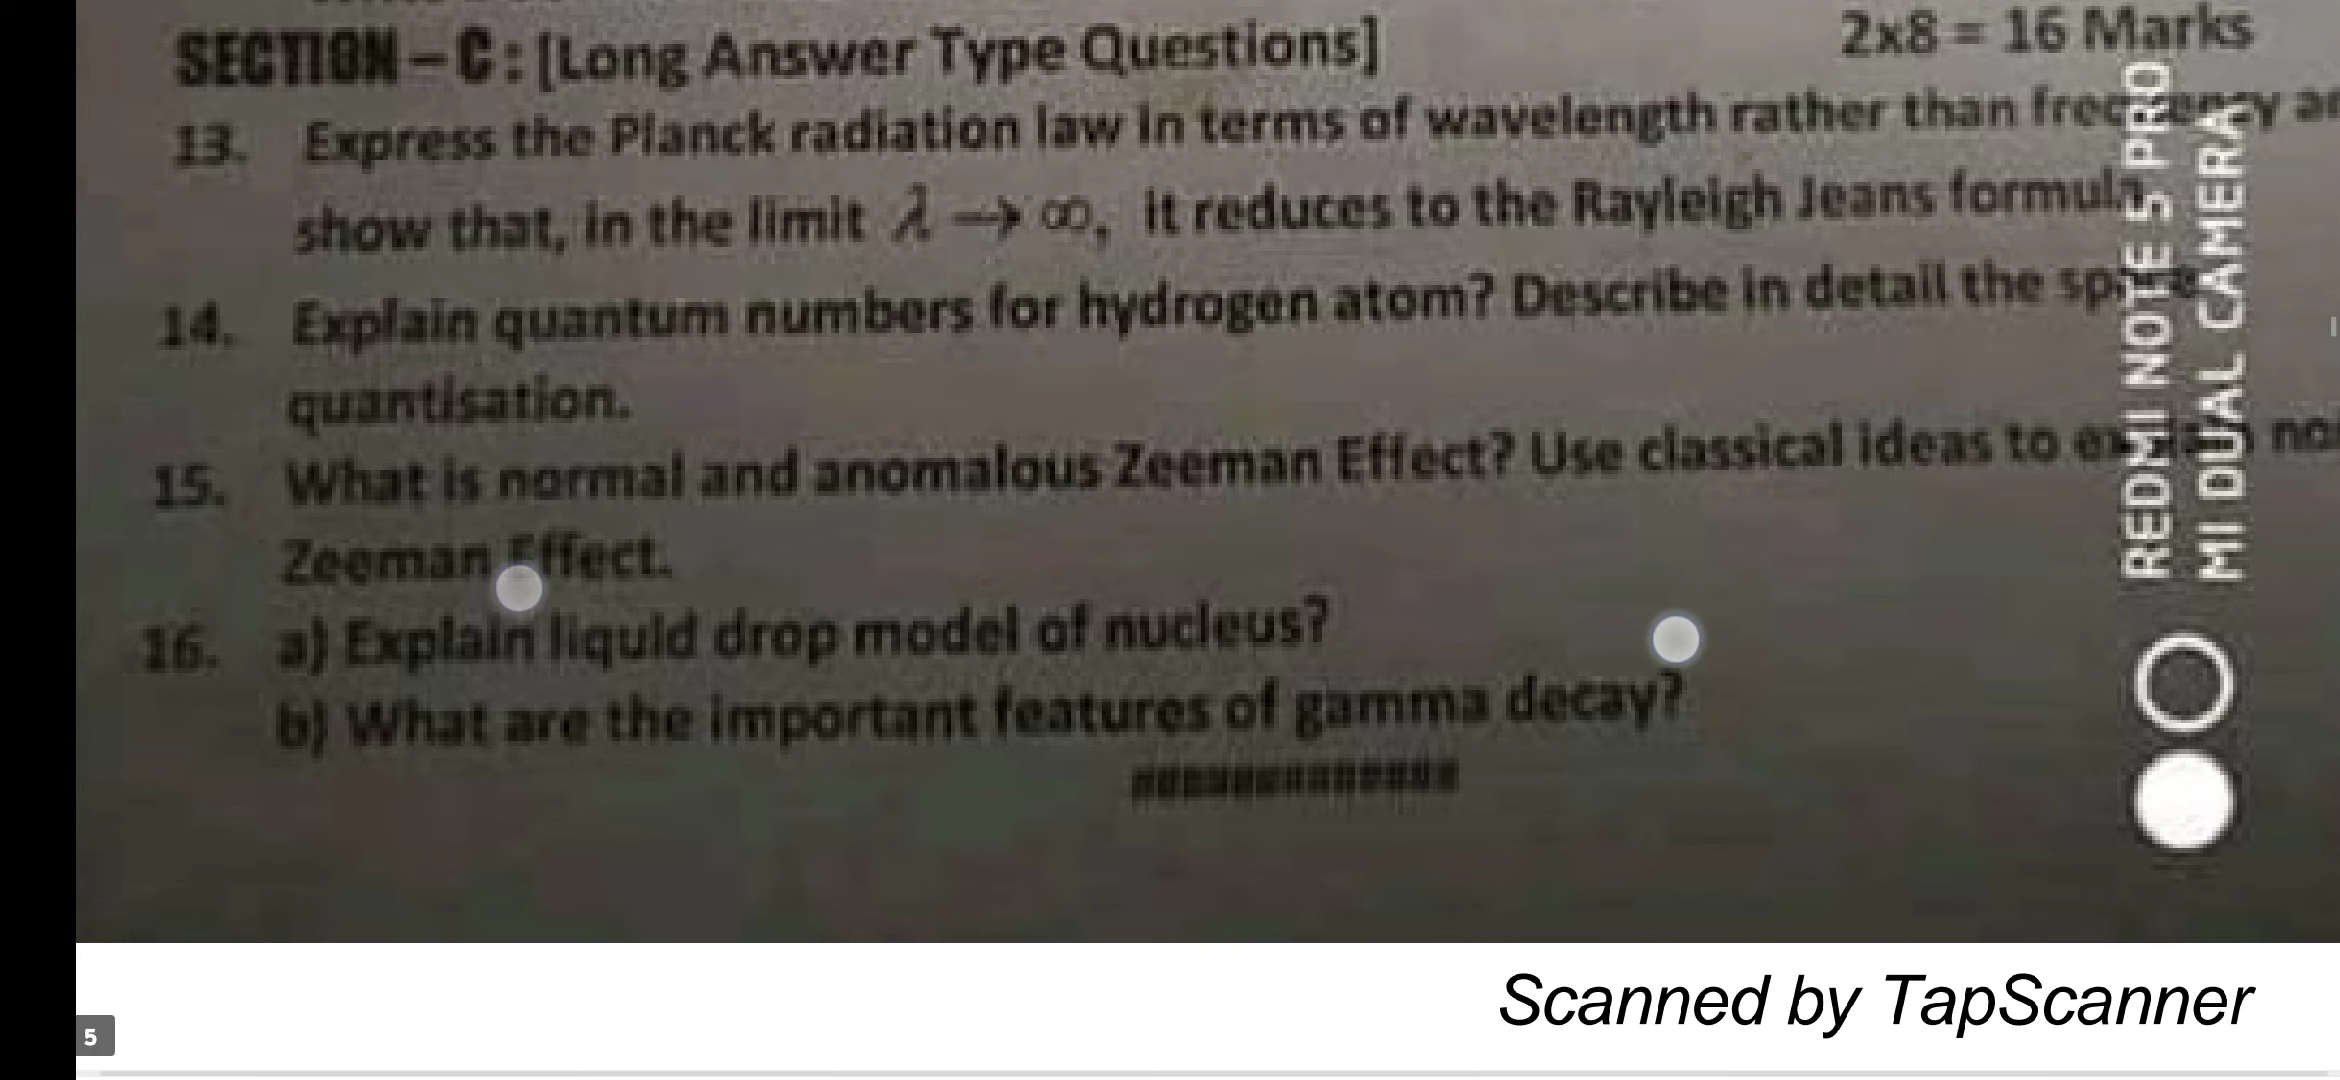 SECTION – C : [Long Answer Type Questions] 2x8 = 16 Marks
13. Express the Planck radiation law in terms of wavelength rather than frequency
show that, in the limit λ → ∞, it reduces to the Rayleigh Jeans formula
14. Explain quantum numbers for hydrogen atom? Describe in detail the
quantisation.
15. What is normal and anomalous Zeeman Effect? Use classical ideas to
Zeeman Effect.
16. a) Explain liquid drop model of nucleus?
b) What are the important features of gamma decay?
REDMI NOTE 5 PRO
MI DUAL CAMERA
Scanned by TapScanner
5